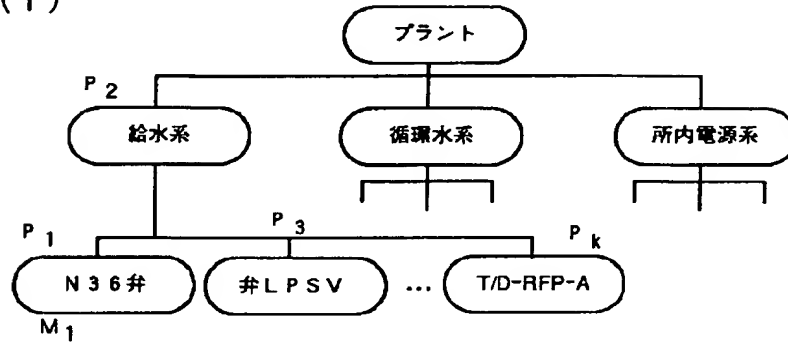 (1)
プラント
P2
給水系
循環水系
所内電源系
P1
P3
Pk
N36弁
弁LPSV
...
T/D-RFP-A
M1